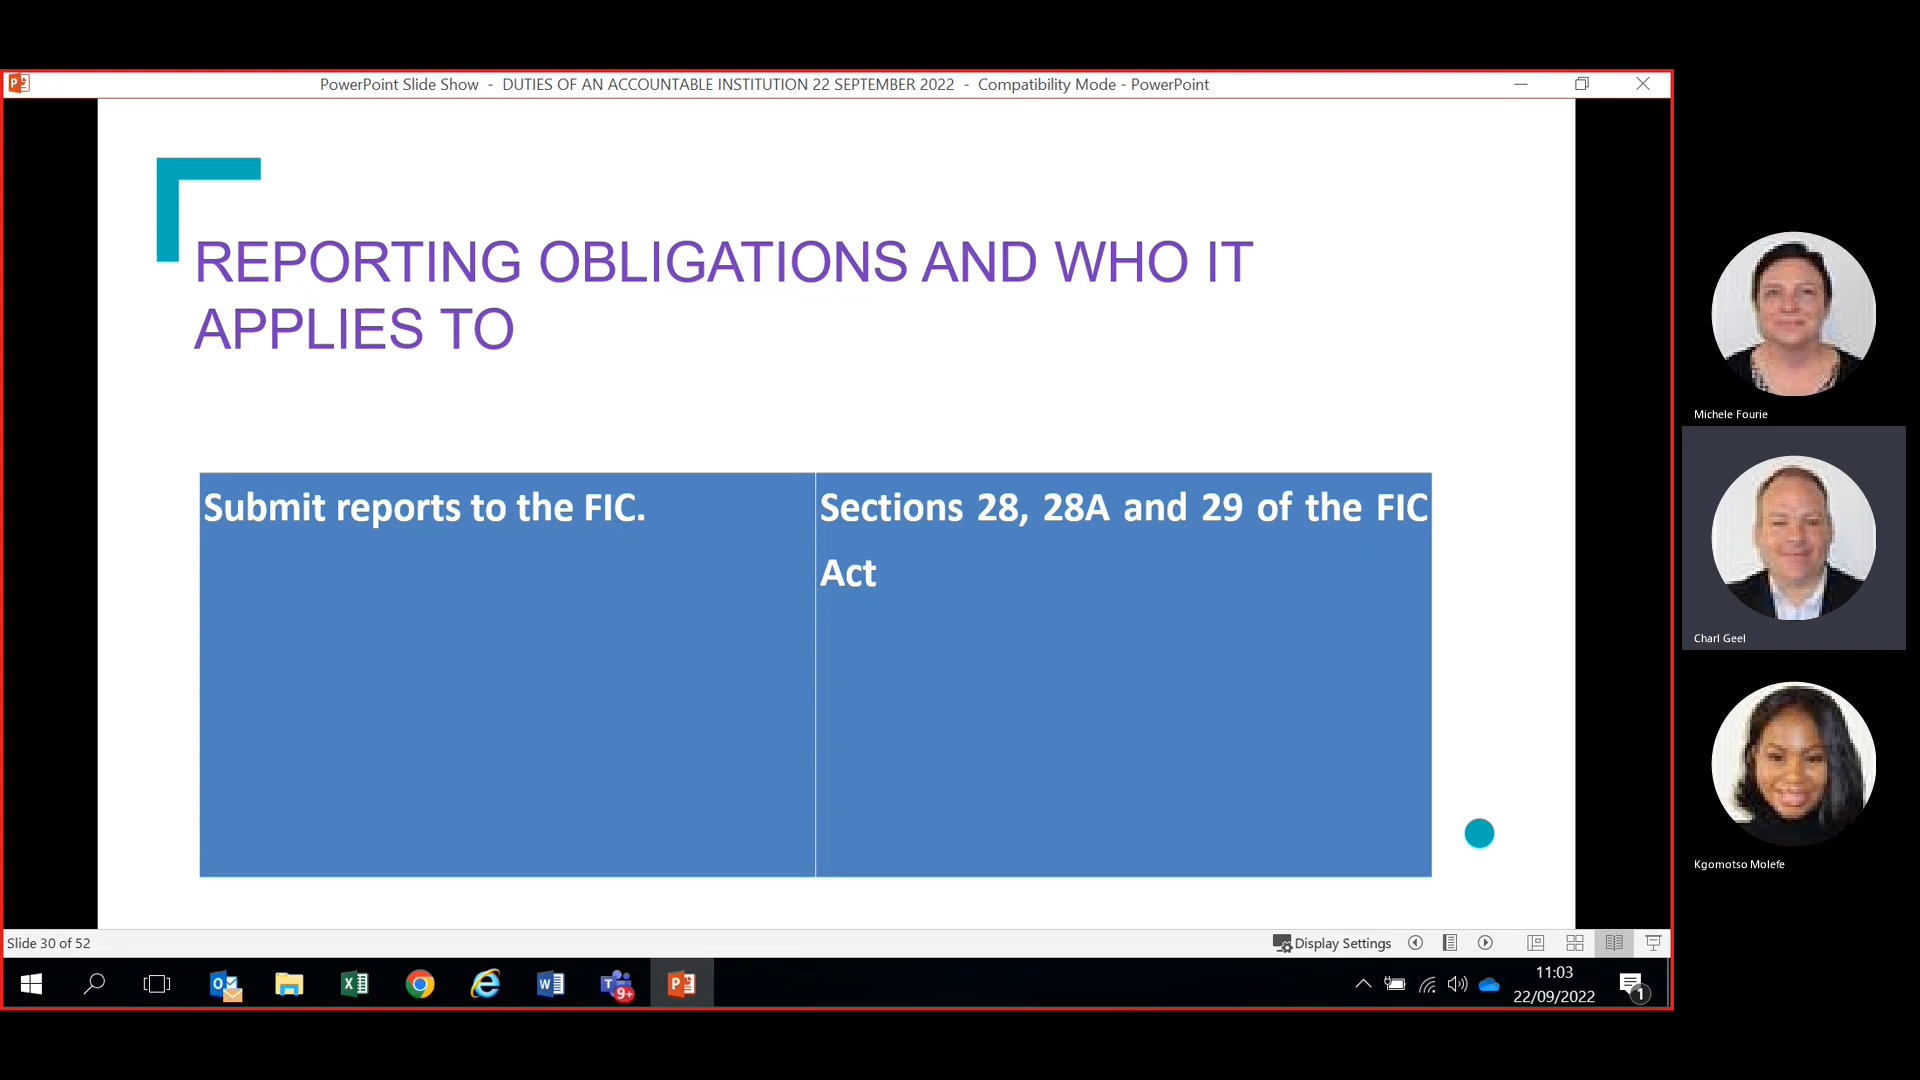 PowerPoint Slide Show - DUTIES OF AN ACCOUNTABLE INSTITUTION 22 SEPTEMBER 2022 - Compatibility Mode - PowerPoint
REPORTING OBLIGATIONS AND WHO IT
APPLIES TO
Submit reports to the FIC.
Sections 28, 28A and 29 of the FIC
Act
Michele Fourie
Charl Geel
Kgomotso Molefe
Slide 30 of 52
Display Settings
9+
11:03
22/09/2022
1